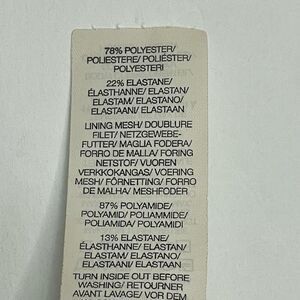 78% POLYESTER/
POLIESTERE/ POLIÉSTER/
POLYESTERI
22% ELASTANE/
ÉLASTHANNE/ ELASTAN/
ELASTAM/ ELASTANO/
ELASTAANI/ ELASTAAN
LINING MESH/ DOUBLURE
FILET/ NETZGEWEBE-
FUTTER/ MAGLIA FODERA/
FORRO DE MALLA/ FORING
NETSTOF/ VUOREN
VERKKOKANGAS/ VOERING
MESH/ FÔRNETTING/ FORRO
DE MALHA/ MESHFODER
87% POLYAMIDE/
POLYAMID/ POLIAMMIDE/
POLIAMIDA/ POLYAMIDI
13% ELASTANE/
ÉLASTHANNE/ ELASTAN/
ELASTAM/ ELASTANO/
ELASTAANI/ ELASTAAN
TURN INSIDE OUT BEFORE
WASHING/ RETOURNER
AVANT LAVAGE/ VOR DEM